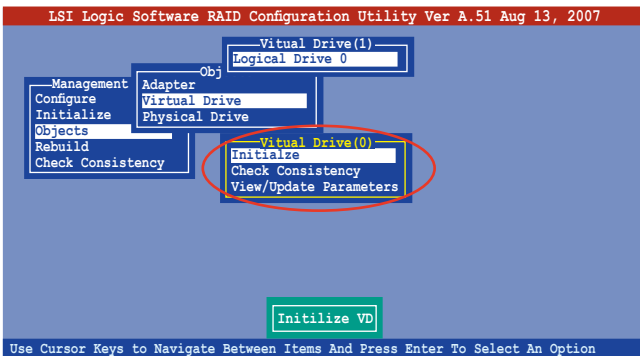 LSI Logic Software RAID Configuration Utility Ver A.51 Aug 13, 2007
Vitual Drive(1)
Logical Drive 0
Obj
Adapter
Virtual Drive
Physical Drive
Management
Configure
Initialize
Objects
Rebuild
Check Consistency
Vitual Drive(0)
Initialze
Check Consistency
View/Update Parameters
Initilize VD
Use Cursor Keys to Navigate Between Items And Press Enter To Select An Option